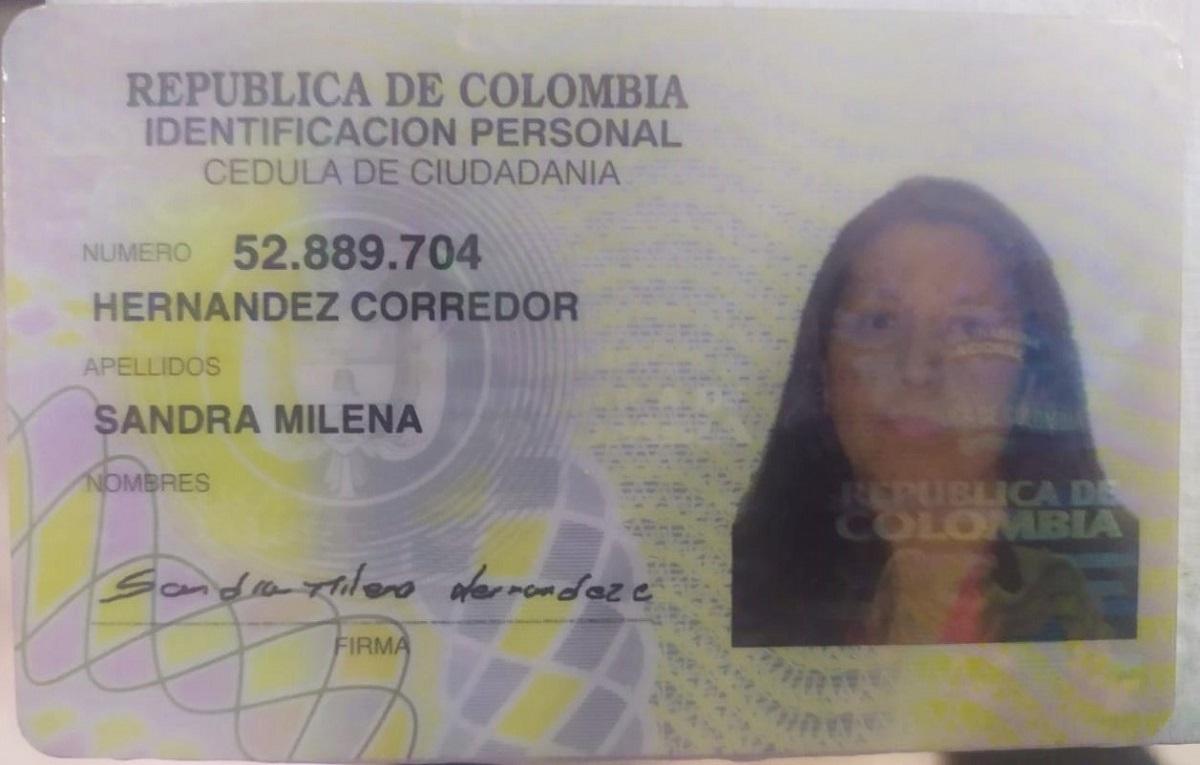 REPUBLICA DE COLOMBIA
IDENTIFICACION PERSONAL
CEDULA DE CIUDADANIA
NUMERO 52.889.704
HERNANDEZ CORREDOR
APELLIDOS
SANDRA MILENA
NOMBRES
Sandra Milena Hernandez c
FIRMA
REPUBLICA DE
COLOMBIA